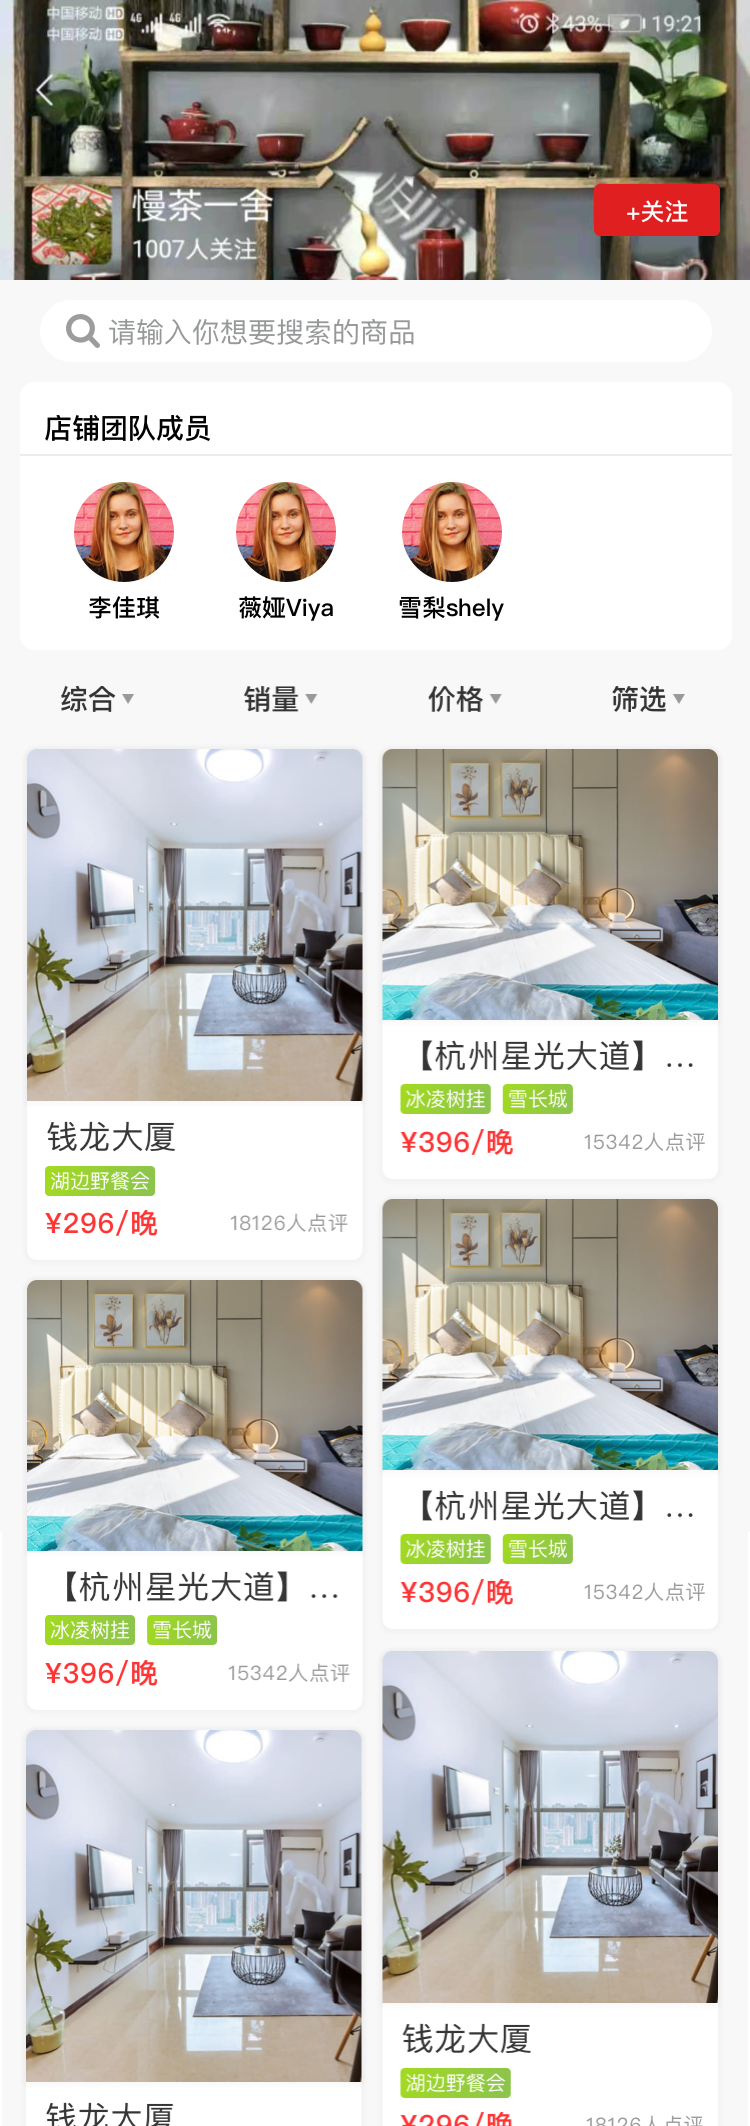 中国移动 HD 4G 4G 43% 19:21
中国移动 HD
慢茶一舍
1007人关注
+关注
请输入你想要搜索的商品
店铺团队成员
李佳琪 薇娅Viya 雪梨shely
综合 销量 价格 筛选
钱龙大厦
湖边野餐会
¥296/晚 18126人点评
【杭州星光大道】...
冰凌树挂 雪长城
¥396/晚 15342人点评
【杭州星光大道】...
冰凌树挂 雪长城
¥396/晚 15342人点评
【杭州星光大道】...
冰凌树挂 雪长城
¥396/晚 15342人点评
钱龙大厦
钱龙大厦
湖边野餐会
¥296/晚 18126人点评